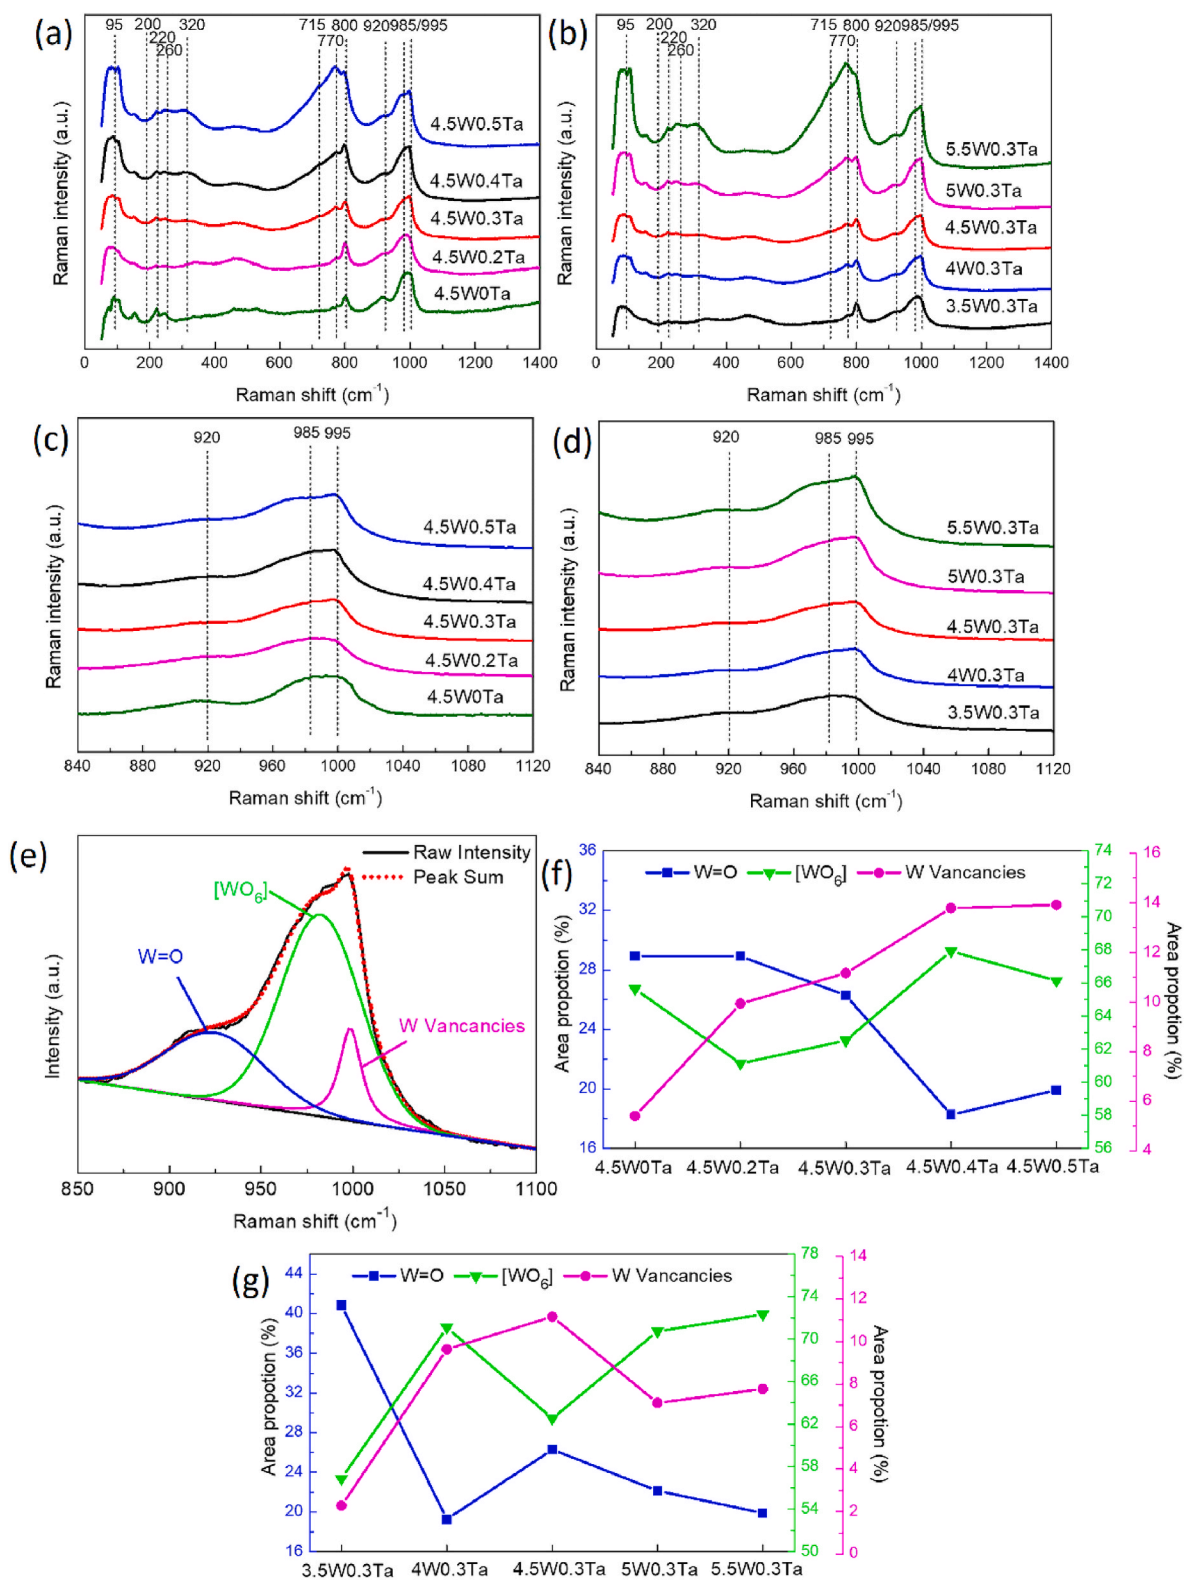 (a)
95 200 320 715 800 920 985/995
220 770
260
4.5W0.5Ta
4.5W0.4Ta
4.5W0.3Ta
4.5W0.2Ta
4.5W0Ta
Raman intensity (a.u.)
0 200 400 600 800 1000 1200 1400
Raman shift (cm⁻¹)
(b)
95 200 320 715 800 920 985/995
220 770
260
5.5W0.3Ta
5W0.3Ta
4.5W0.3Ta
4W0.3Ta
3.5W0.3Ta
Raman intensity (a.u.)
0 200 400 600 800 1000 1200 1400
Raman shift (cm⁻¹)
(c)
920 985 995
4.5W0.5Ta
4.5W0.4Ta
4.5W0.3Ta
4.5W0.2Ta
4.5W0Ta
Raman intensity (a.u.)
840 880 920 960 1000 1040 1080 1120
Raman shift (cm⁻¹)
(d)
920 985 995
5.5W0.3Ta
5W0.3Ta
4.5W0.3Ta
4W0.3Ta
3.5W0.3Ta
Raman intensity (a.u.)
840 880 920 960 1000 1040 1080 1120
Raman shift (cm⁻¹)
(e)
Raw Intensity
Peak Sum
[WO₆]
W=O
W Vancancies
Intensity (a.u.)
850 900 950 1000 1050 1100
Raman shift (cm⁻¹)
(f)
W=O [WO₆] W Vancancies
Area propotion (%)
36
32
28
24
20
16
74
72
70
68
66
64
62
60
58
56
16
14
12
10
8
6
4
Area propotion (%)
4.5W0Ta 4.5W0.2Ta 4.5W0.3Ta 4.5W0.4Ta 4.5W0.5Ta
(g)
W=O [WO₆] W Vancancies
Area propotion (%)
44
40
36
32
28
24
20
16
78
74
70
66
62
58
54
50
14
12
10
8
6
4
2
0
Area propotion (%)
3.5W0.3Ta 4W0.3Ta 4.5W0.3Ta 5W0.3Ta 5.5W0.3Ta